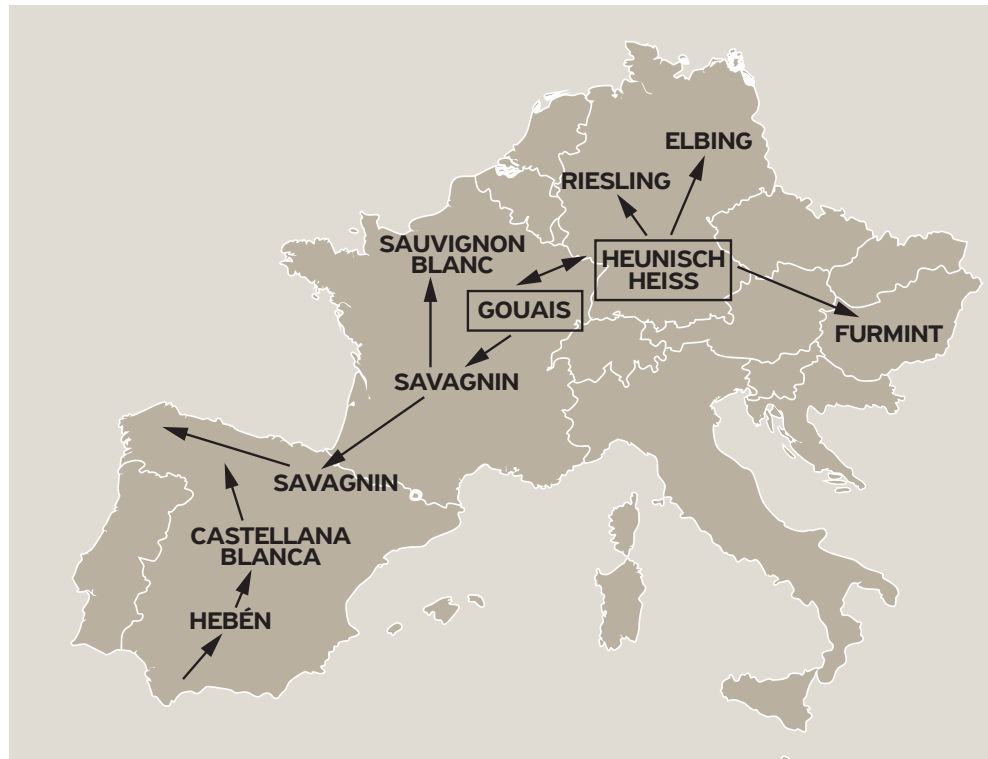 ELBING
RIESLING
SAUVIGNON
BLANC
HEUNISCH
HEISS
GOUAIS
FURMINT
SAVAGNIN
SAVAGNIN
CASTELLANA
BLANCA
HEBÉN